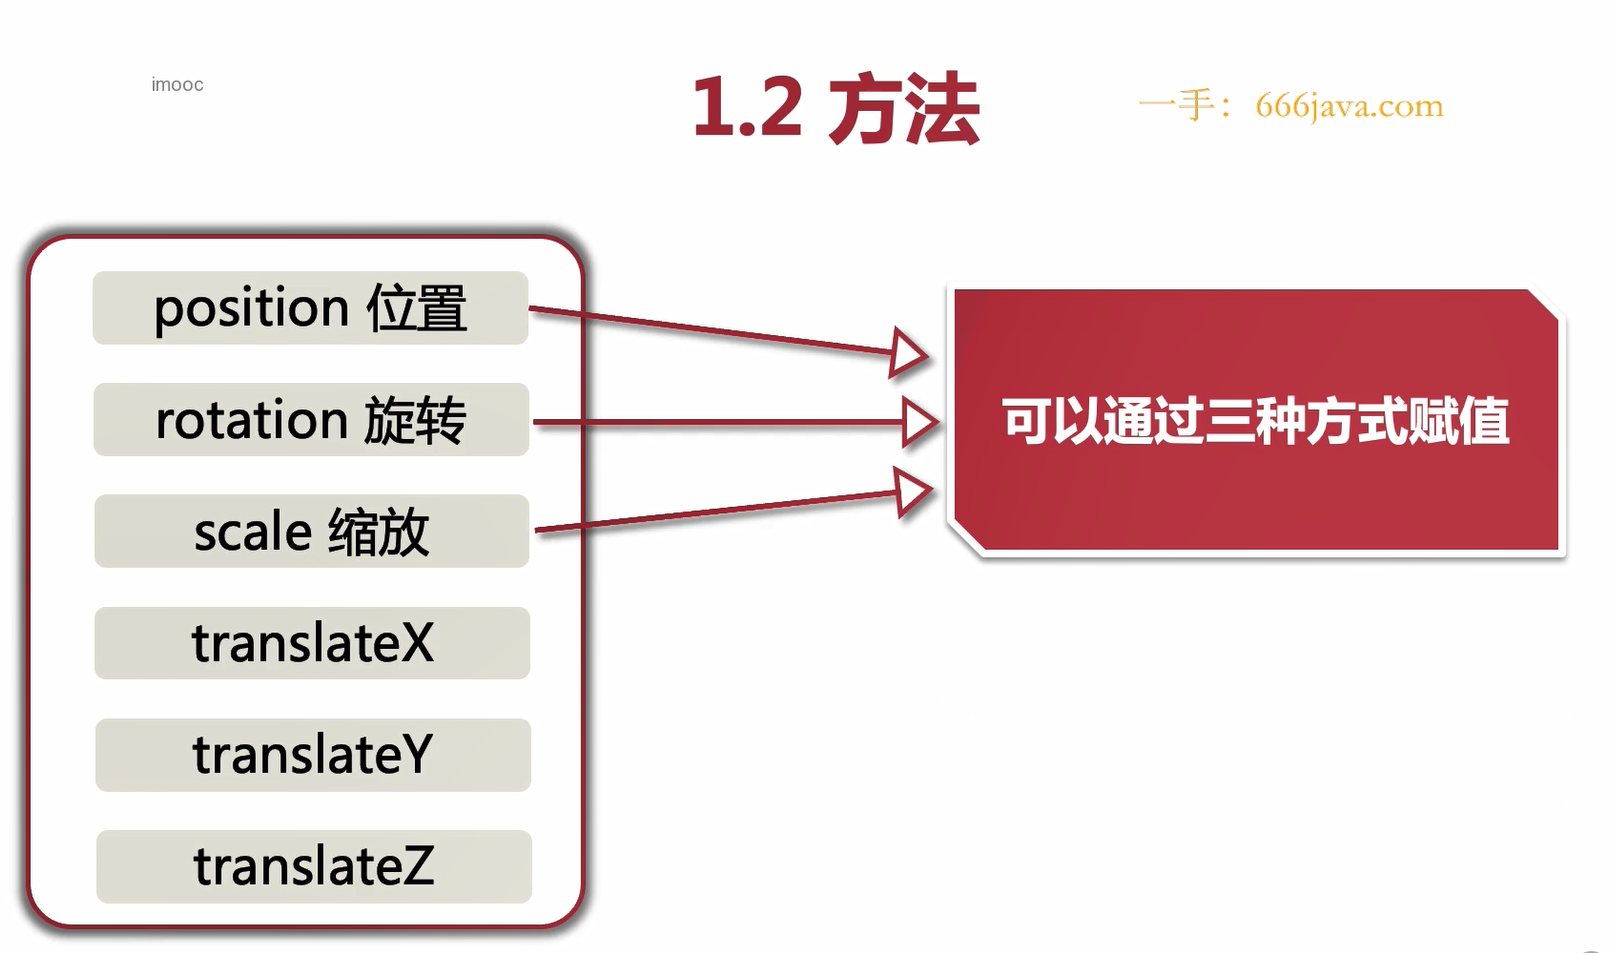 imooc
1.2 方法
一手：666java.com
position 位置
rotation 旋转
scale 缩放
translateX
translateY
translateZ
可以通过三种方式赋值